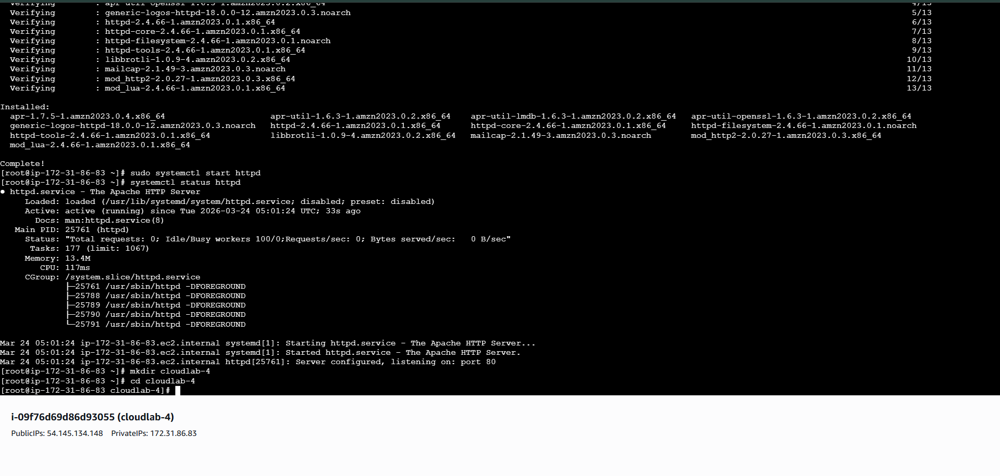 Verifying : apr-util-openssl-1.6.3-1.amzn2023.0.2.x86_64 4/13
Verifying : generic-logos-httpd-18.0.0-12.amzn2023.0.3.noarch 5/13
Verifying : httpd-2.4.66-1.amzn2023.0.1.x86_64 6/13
Verifying : httpd-core-2.4.66-1.amzn2023.0.1.x86_64 7/13
Verifying : httpd-filesystem-2.4.66-1.amzn2023.0.1.noarch 8/13
Verifying : httpd-tools-2.4.66-1.amzn2023.0.1.x86_64 9/13
Verifying : libbrotli-1.0.9-4.amzn2023.0.2.x86_64 10/13
Verifying : mailcap-2.1.49-3.amzn2023.0.3.noarch 11/13
Verifying : mod_http2-2.0.27-1.amzn2023.0.3.x86_64 12/13
Verifying : mod_lua-2.4.66-1.amzn2023.0.1.x86_64 13/13
Installed:
apr-1.7.5-1.amzn2023.0.4.x86_64 apr-util-1.6.3-1.amzn2023.0.2.x86_64 apr-util-lmdb-1.6.3-1.amzn2023.0.2.x86_64 apr-util-openssl-1.6.3-1.amzn2023.0.2.x86_64
generic-logos-httpd-18.0.0-12.amzn2023.0.3.noarch httpd-2.4.66-1.amzn2023.0.1.x86_64 httpd-core-2.4.66-1.amzn2023.0.1.x86_64 httpd-filesystem-2.4.66-1.amzn2023.0.1.noarch
httpd-tools-2.4.66-1.amzn2023.0.1.x86_64 libbrotli-1.0.9-4.amzn2023.0.2.x86_64 mailcap-2.1.49-3.amzn2023.0.3.noarch mod_http2-2.0.27-1.amzn2023.0.3.x86_64
mod_lua-2.4.66-1.amzn2023.0.1.x86_64
Complete!
[root@ip-172-31-86-83 ~]# sudo systemctl start httpd
[root@ip-172-31-86-83 ~]# systemctl status httpd
● httpd.service - The Apache HTTP Server
Loaded: loaded (/usr/lib/systemd/system/httpd.service; disabled; preset: disabled)
Active: active (running) since Tue 2026-03-24 05:01:24 UTC; 33s ago
Docs: man:httpd.service(8)
Main PID: 25761 (httpd)
Status: "Total requests: 0; Idle/Busy workers 100/0;Requests/sec: 0; Bytes served/sec:   0 B/sec"
Tasks: 177 (limit: 1067)
Memory: 13.4M
CPU: 117ms
CGroup: /system.slice/httpd.service
├─25761 /usr/sbin/httpd -DFOREGROUND
├─25788 /usr/sbin/httpd -DFOREGROUND
├─25789 /usr/sbin/httpd -DFOREGROUND
├─25790 /usr/sbin/httpd -DFOREGROUND
└─25791 /usr/sbin/httpd -DFOREGROUND
Mar 24 05:01:24 ip-172-31-86-83.ec2.internal systemd[1]: Starting httpd.service - The Apache HTTP Server...
Mar 24 05:01:24 ip-172-31-86-83.ec2.internal systemd[1]: Started httpd.service - The Apache HTTP Server.
Mar 24 05:01:24 ip-172-31-86-83.ec2.internal httpd[25761]: Server configured, listening on: port 80
[root@ip-172-31-86-83 ~]# mkdir cloudlab-4
[root@ip-172-31-86-83 ~]# cd cloudlab-4
[root@ip-172-31-86-83 cloudlab-4]#
i-09f76d69d86d93055 (cloudlab-4)
PublicIPs: 54.145.134.148 PrivateIPs: 172.31.86.83